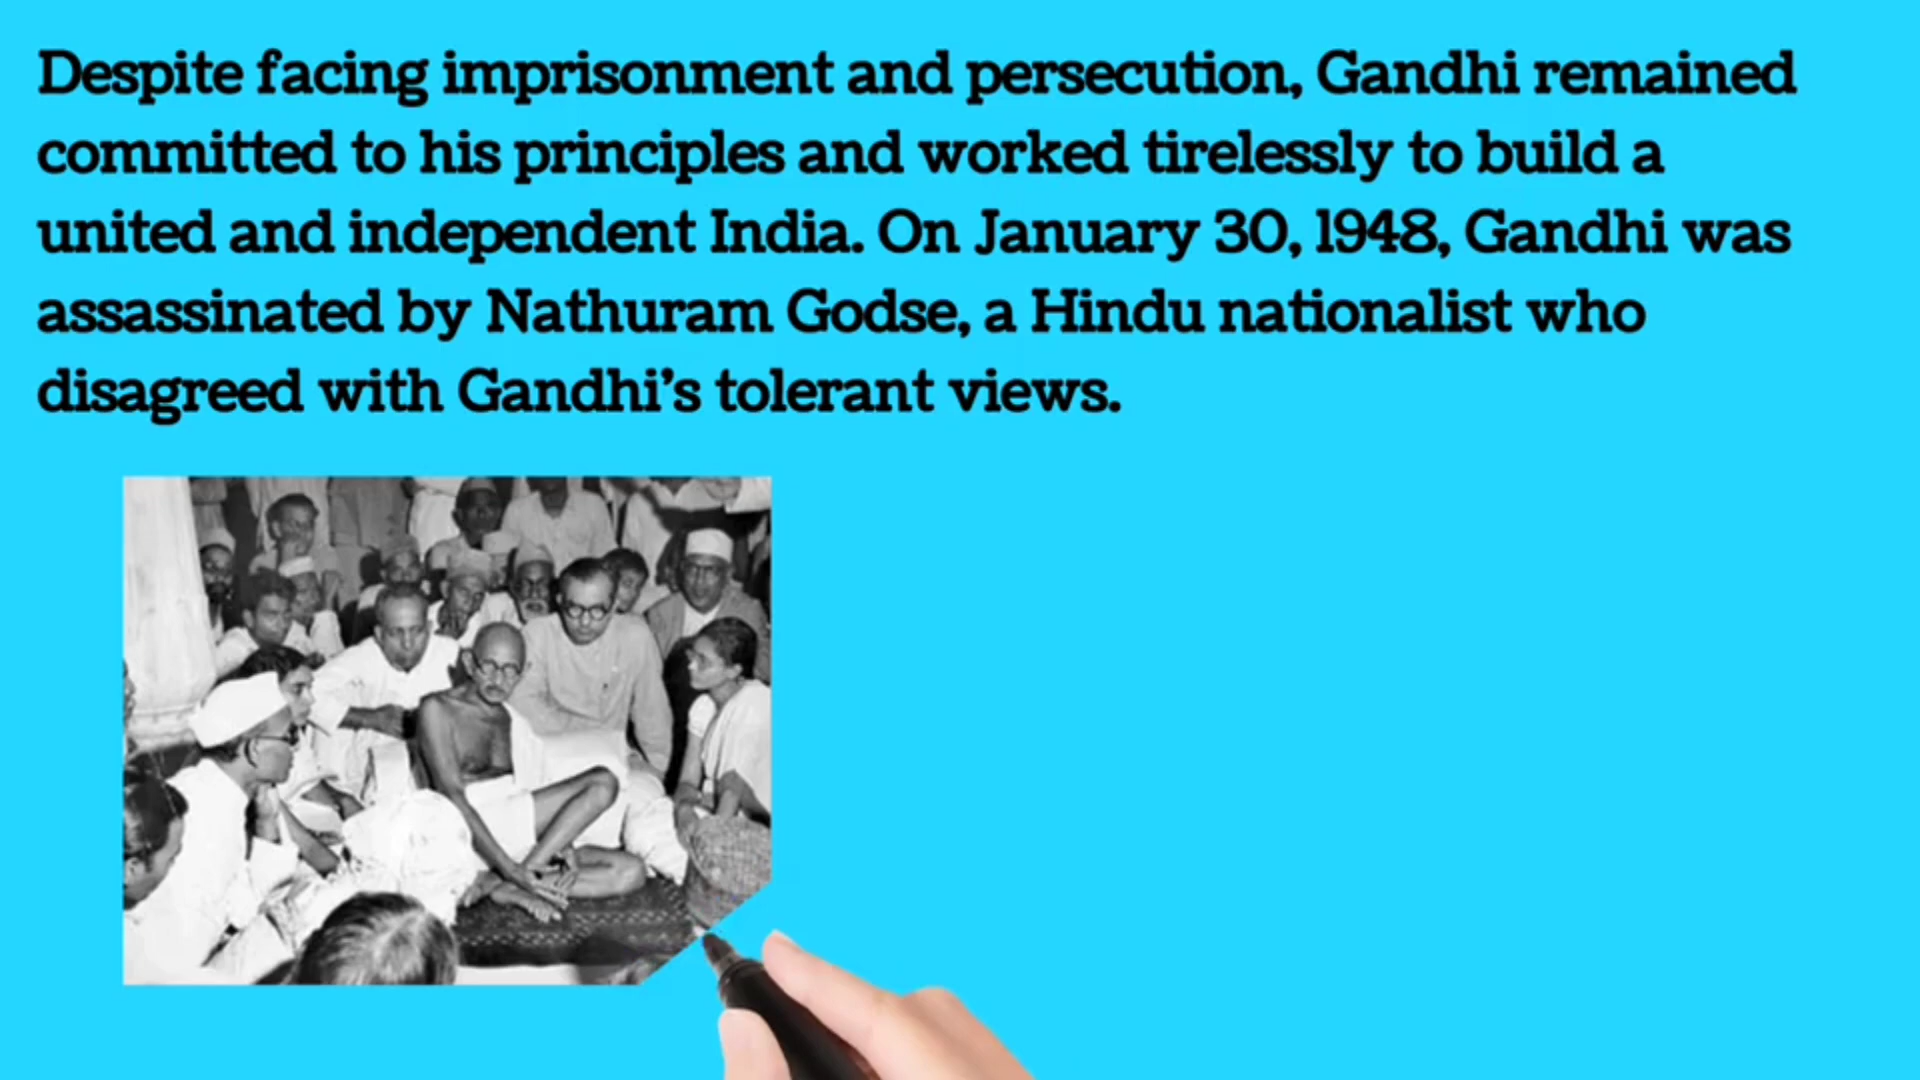 Despite facing imprisonment and persecution, Gandhi remained
committed to his principles and worked tirelessly to build a
united and independent India. On January 30, 1948, Gandhi was
assassinated by Nathuram Godse, a Hindu nationalist who
disagreed with Gandhi’s tolerant views.